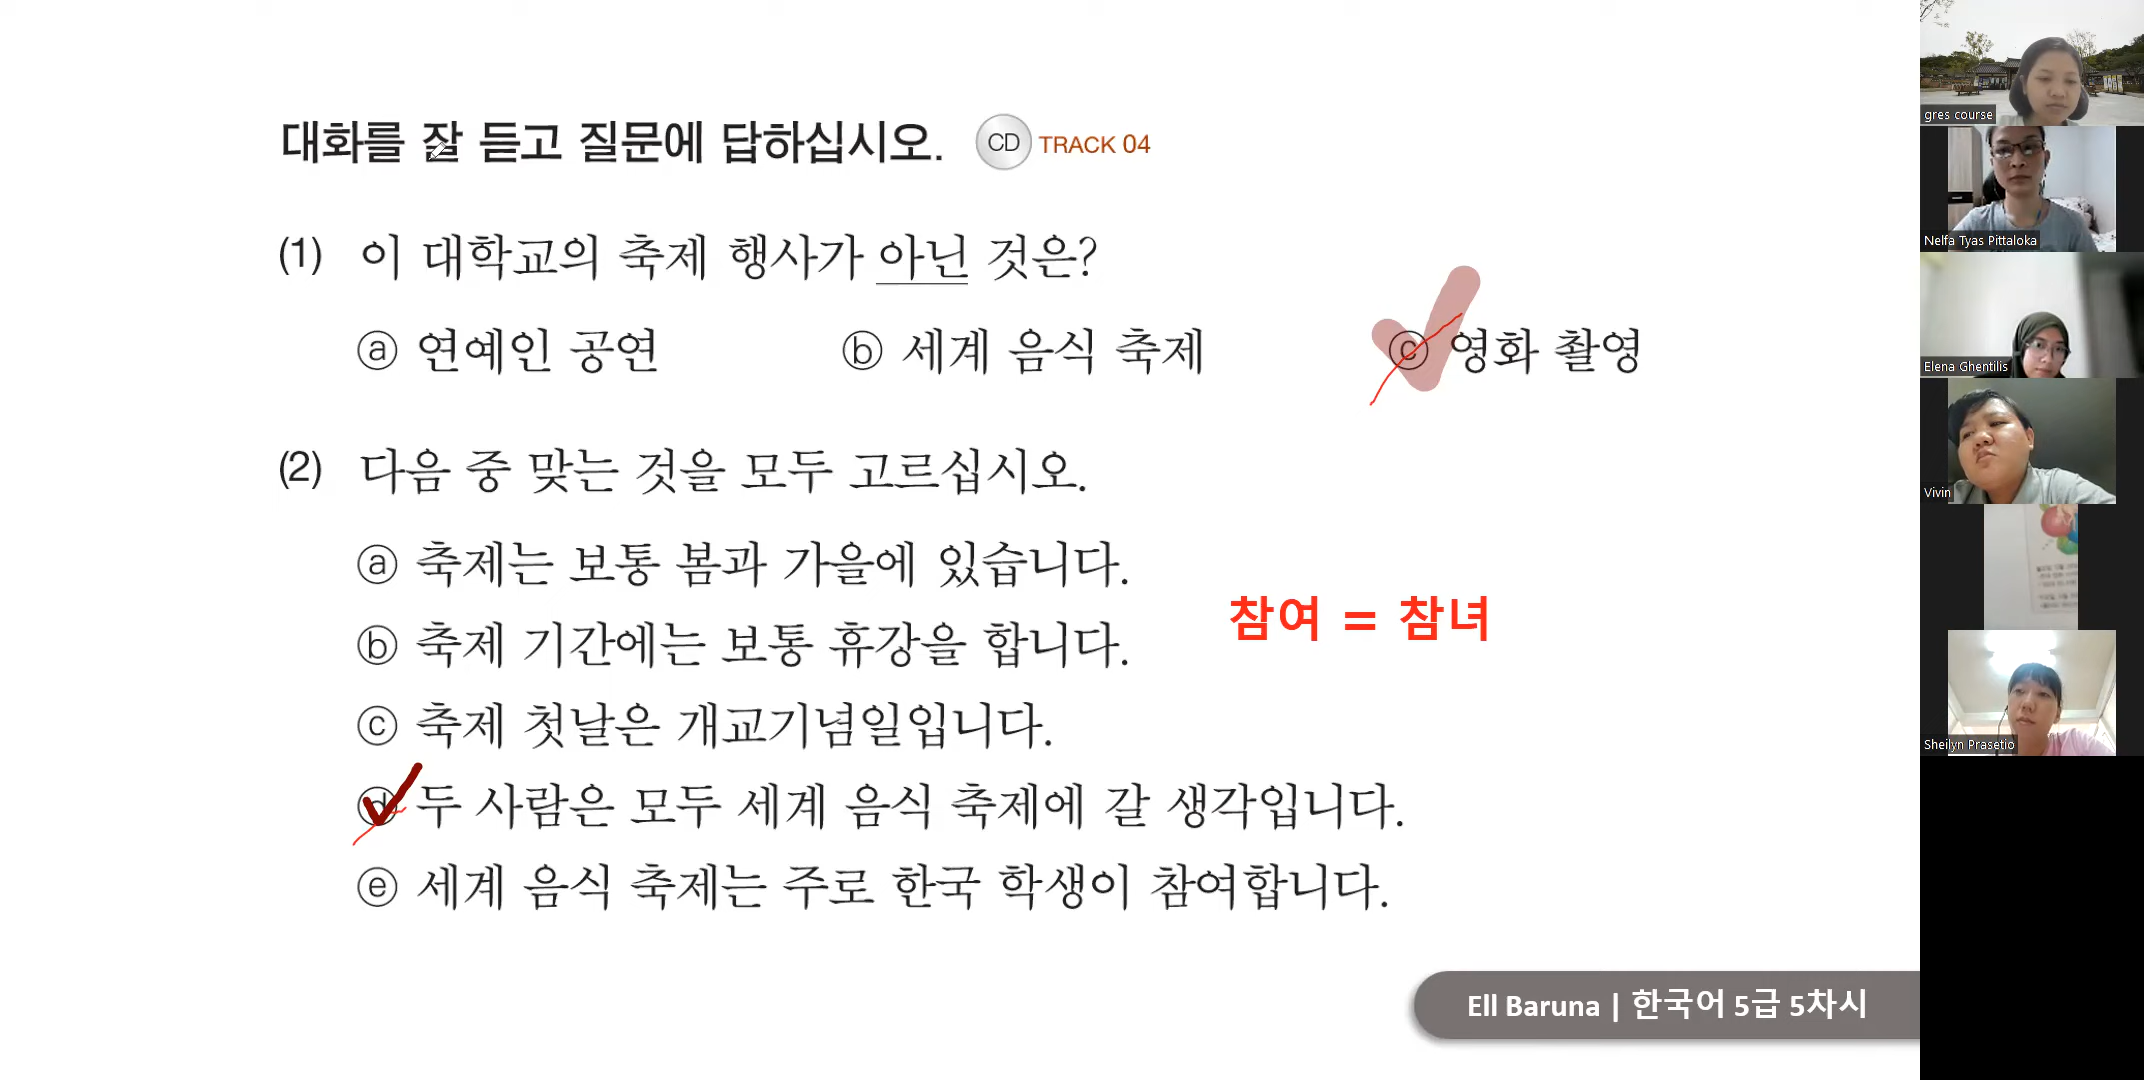 대화를 잘 듣고 질문에 답하십시오. CD TRACK 04
(1) 이 대학교의 축제 행사가 아닌 것은?
ⓐ 연예인 공연 ⓑ 세계 음식 축제 ⓒ 영화 촬영
(2) 다음 중 맞는 것을 모두 고르십시오.
ⓐ 축제는 보통 봄과 가을에 있습니다.
ⓑ 축제 기간에는 보통 휴강을 합니다.
참여 = 참녀
ⓒ 축제 첫날은 개교기념일입니다.
ⓓ 두 사람은 모두 세계 음식 축제에 갈 생각입니다.
ⓔ 세계 음식 축제는 주로 한국 학생이 참여합니다.
Ell Baruna | 한국어 5급 5차시
gres course
Nelfa Tyas Pittaloka
Elena Ghentilis
Vivin
Sheilyn Prasetio